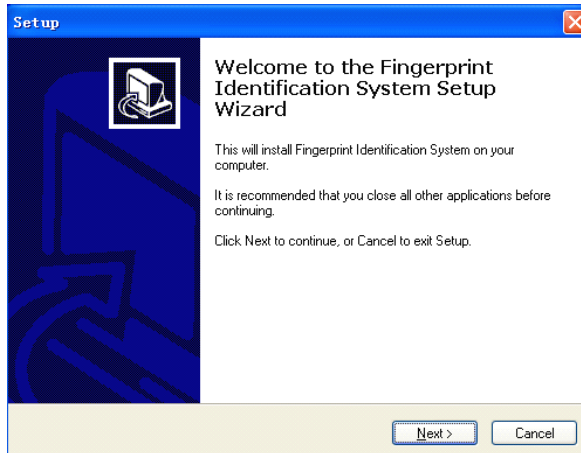 Setup
Welcome to the Fingerprint
Identification System Setup
Wizard
This will install Fingerprint Identification System on your
computer.
It is recommended that you close all other applications before
continuing.
Click Next to continue, or Cancel to exit Setup.
Next >
Cancel